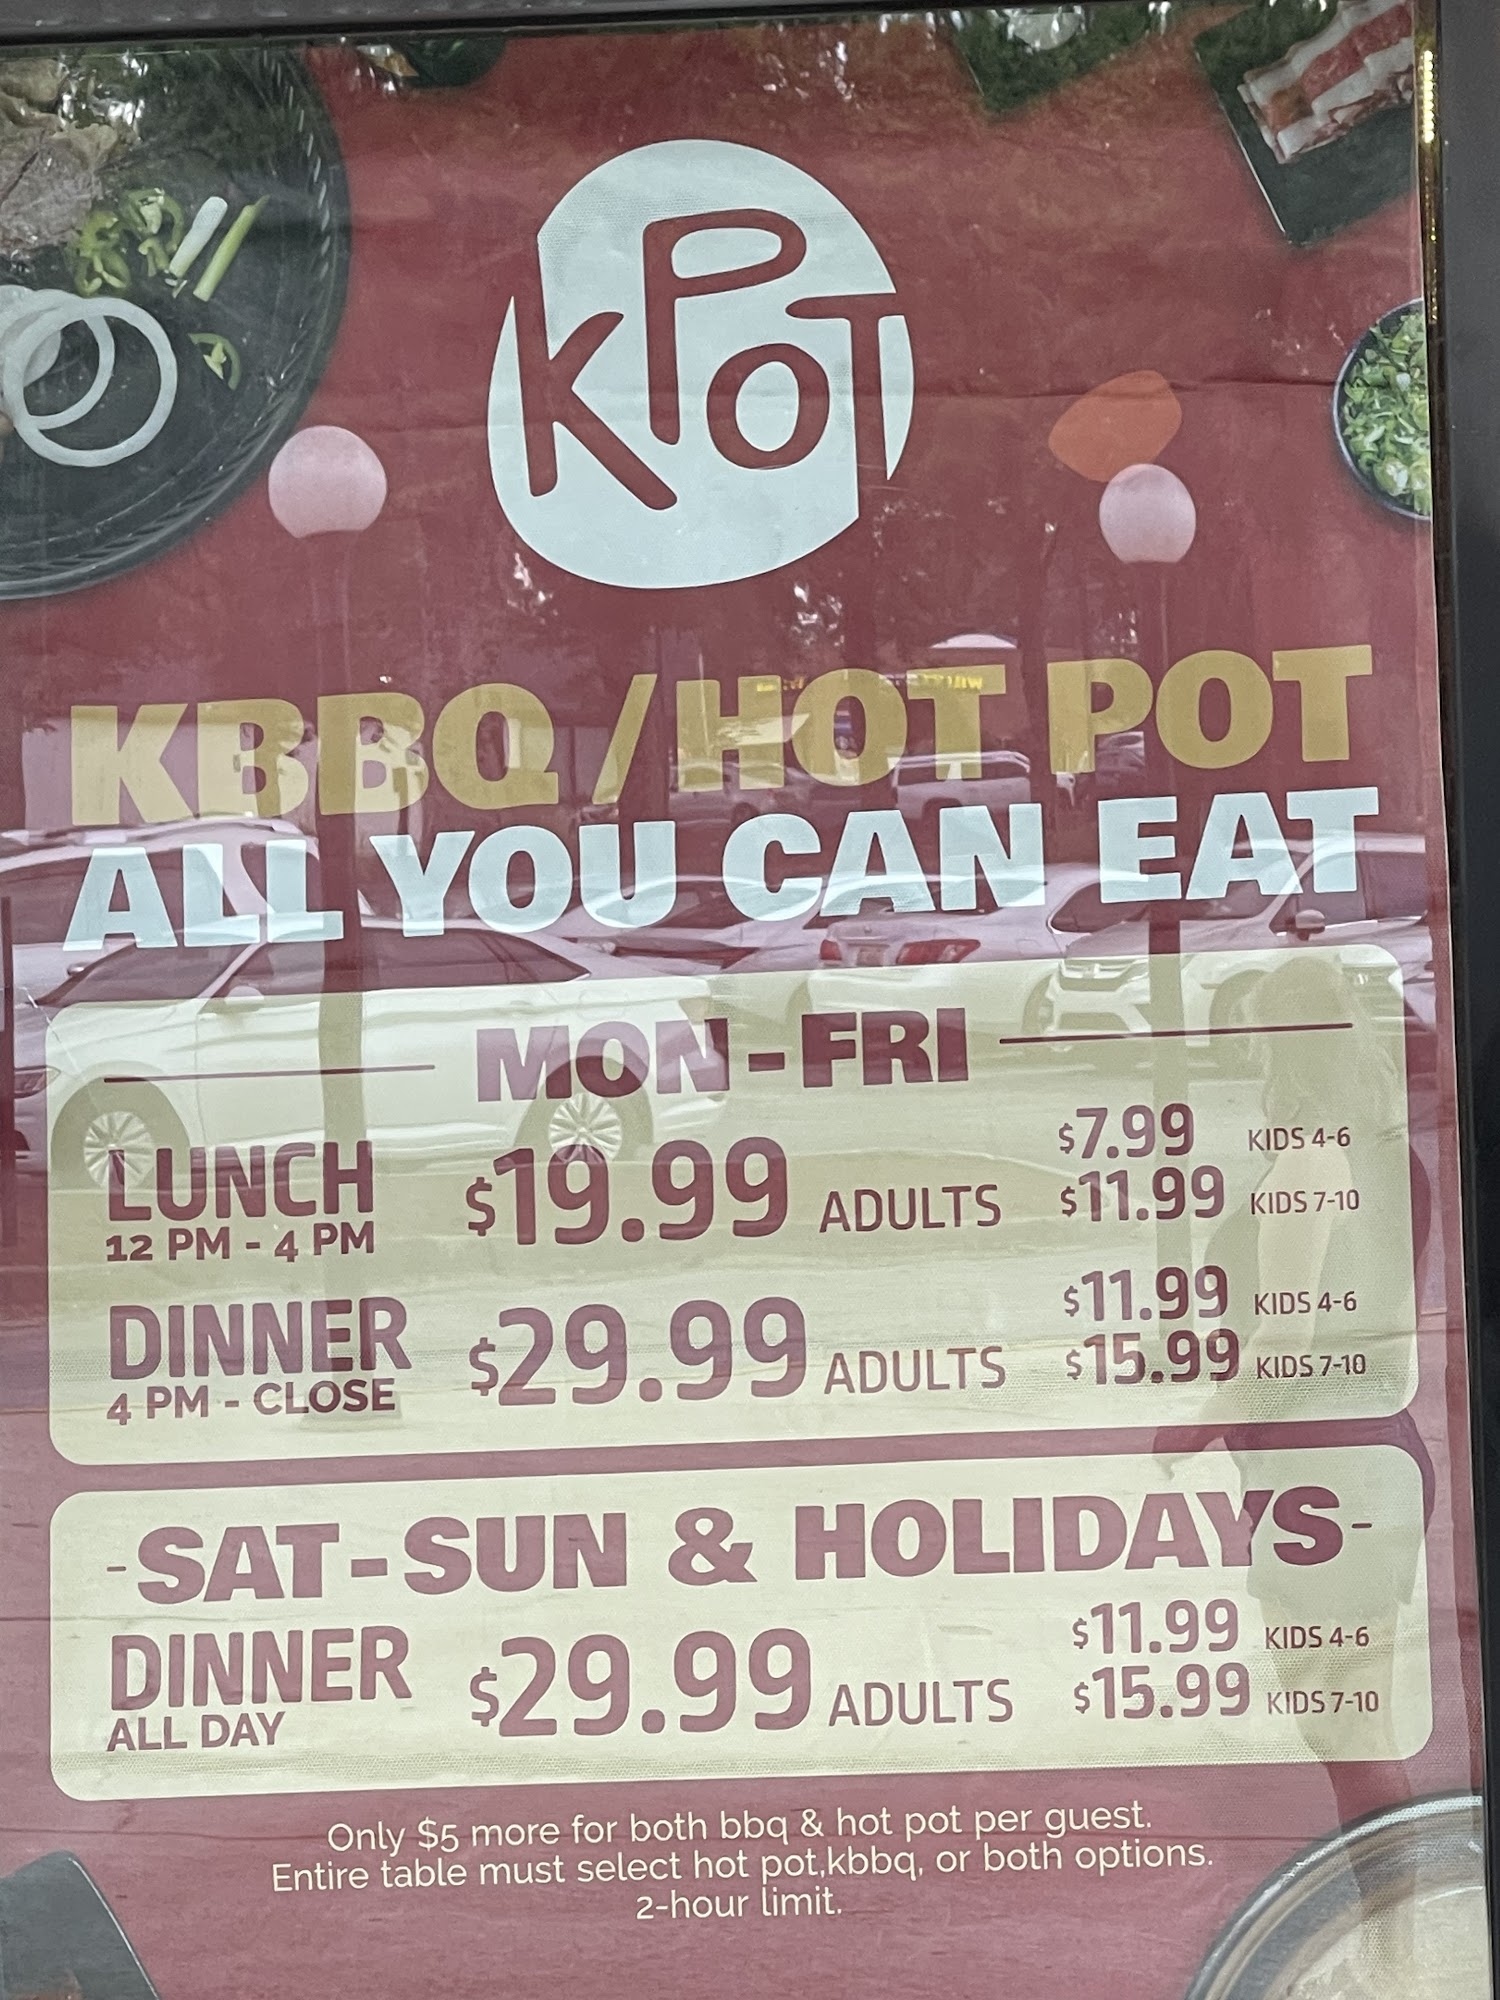 KPOT
KBBQ / HOT POT
ALL YOU CAN EAT
MON - FRI
LUNCH
12 PM - 4 PM
$19.99 ADULTS
$7.99 KIDS 4-6
$11.99 KIDS 7-10
DINNER
4 PM - CLOSE
$29.99 ADULTS
$11.99 KIDS 4-6
$15.99 KIDS 7-10
-SAT-SUN & HOLIDAYS-
DINNER
ALL DAY
$29.99 ADULTS
$11.99 KIDS 4-6
$15.99 KIDS 7-10
Only $5 more for both bbq & hot pot per guest.
Entire table must select hot pot,kbbq, or both options.
2-hour limit.